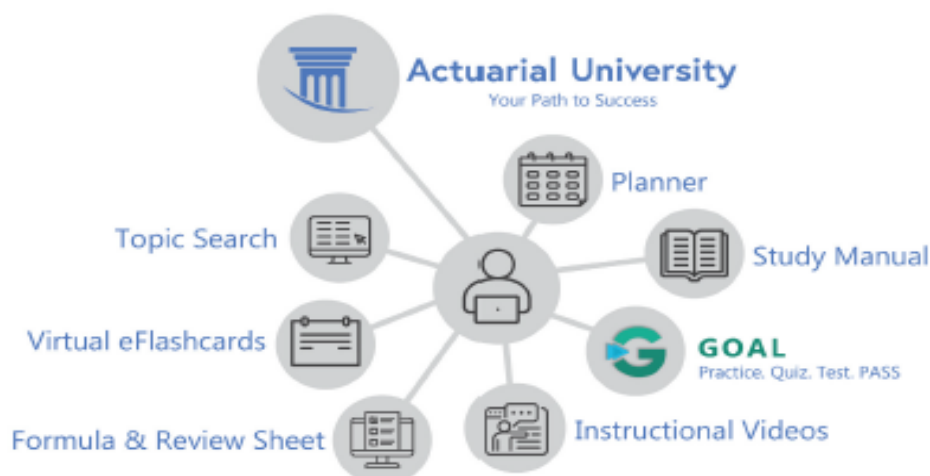 Actuarial University
Your Path to Success
Planner
Topic Search
Study Manual
Virtual eFlashcards
GOAL
Practice. Quiz. Test. PASS
Formula & Review Sheet
Instructional Videos